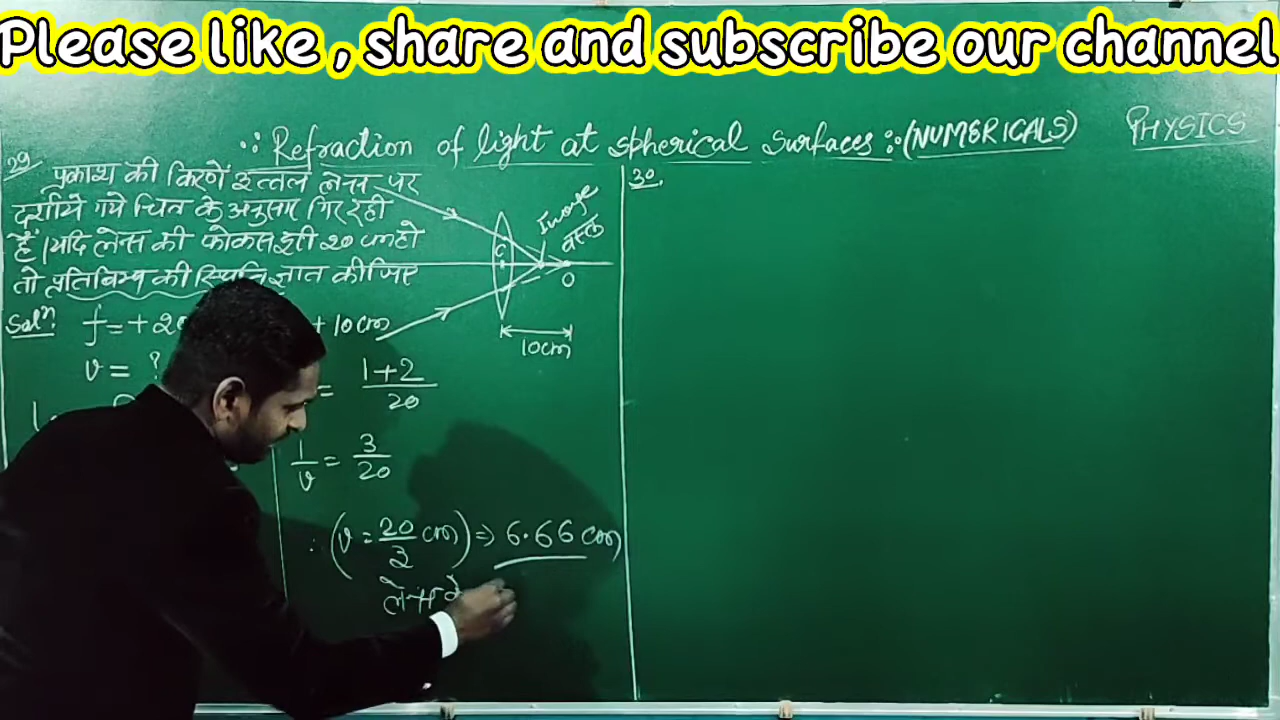 Please like , share and subscribe our channel
∴ Refraction of light at spherical surfaces ::(NUMERICALS)
PHYSICS
29
प्रकाश की किरणें उत्तल लेन्स पर
दर्शाये गये चित्र के अनुसार गिर रही
हैं। यदि लेन्स की फोकस दूरी 20 cm हो
तो प्रतिबिम्ब की स्थिति ज्ञात कीजिए
Image
वस्तु
C
O
10cm
Solⁿ: f = + 20
+ 10 cm
v = ?
= 1+2/20
1/v = 3/20
∴ (v = 20/3 cm) ⇒ 6.66 cm
लेन्स के
30.